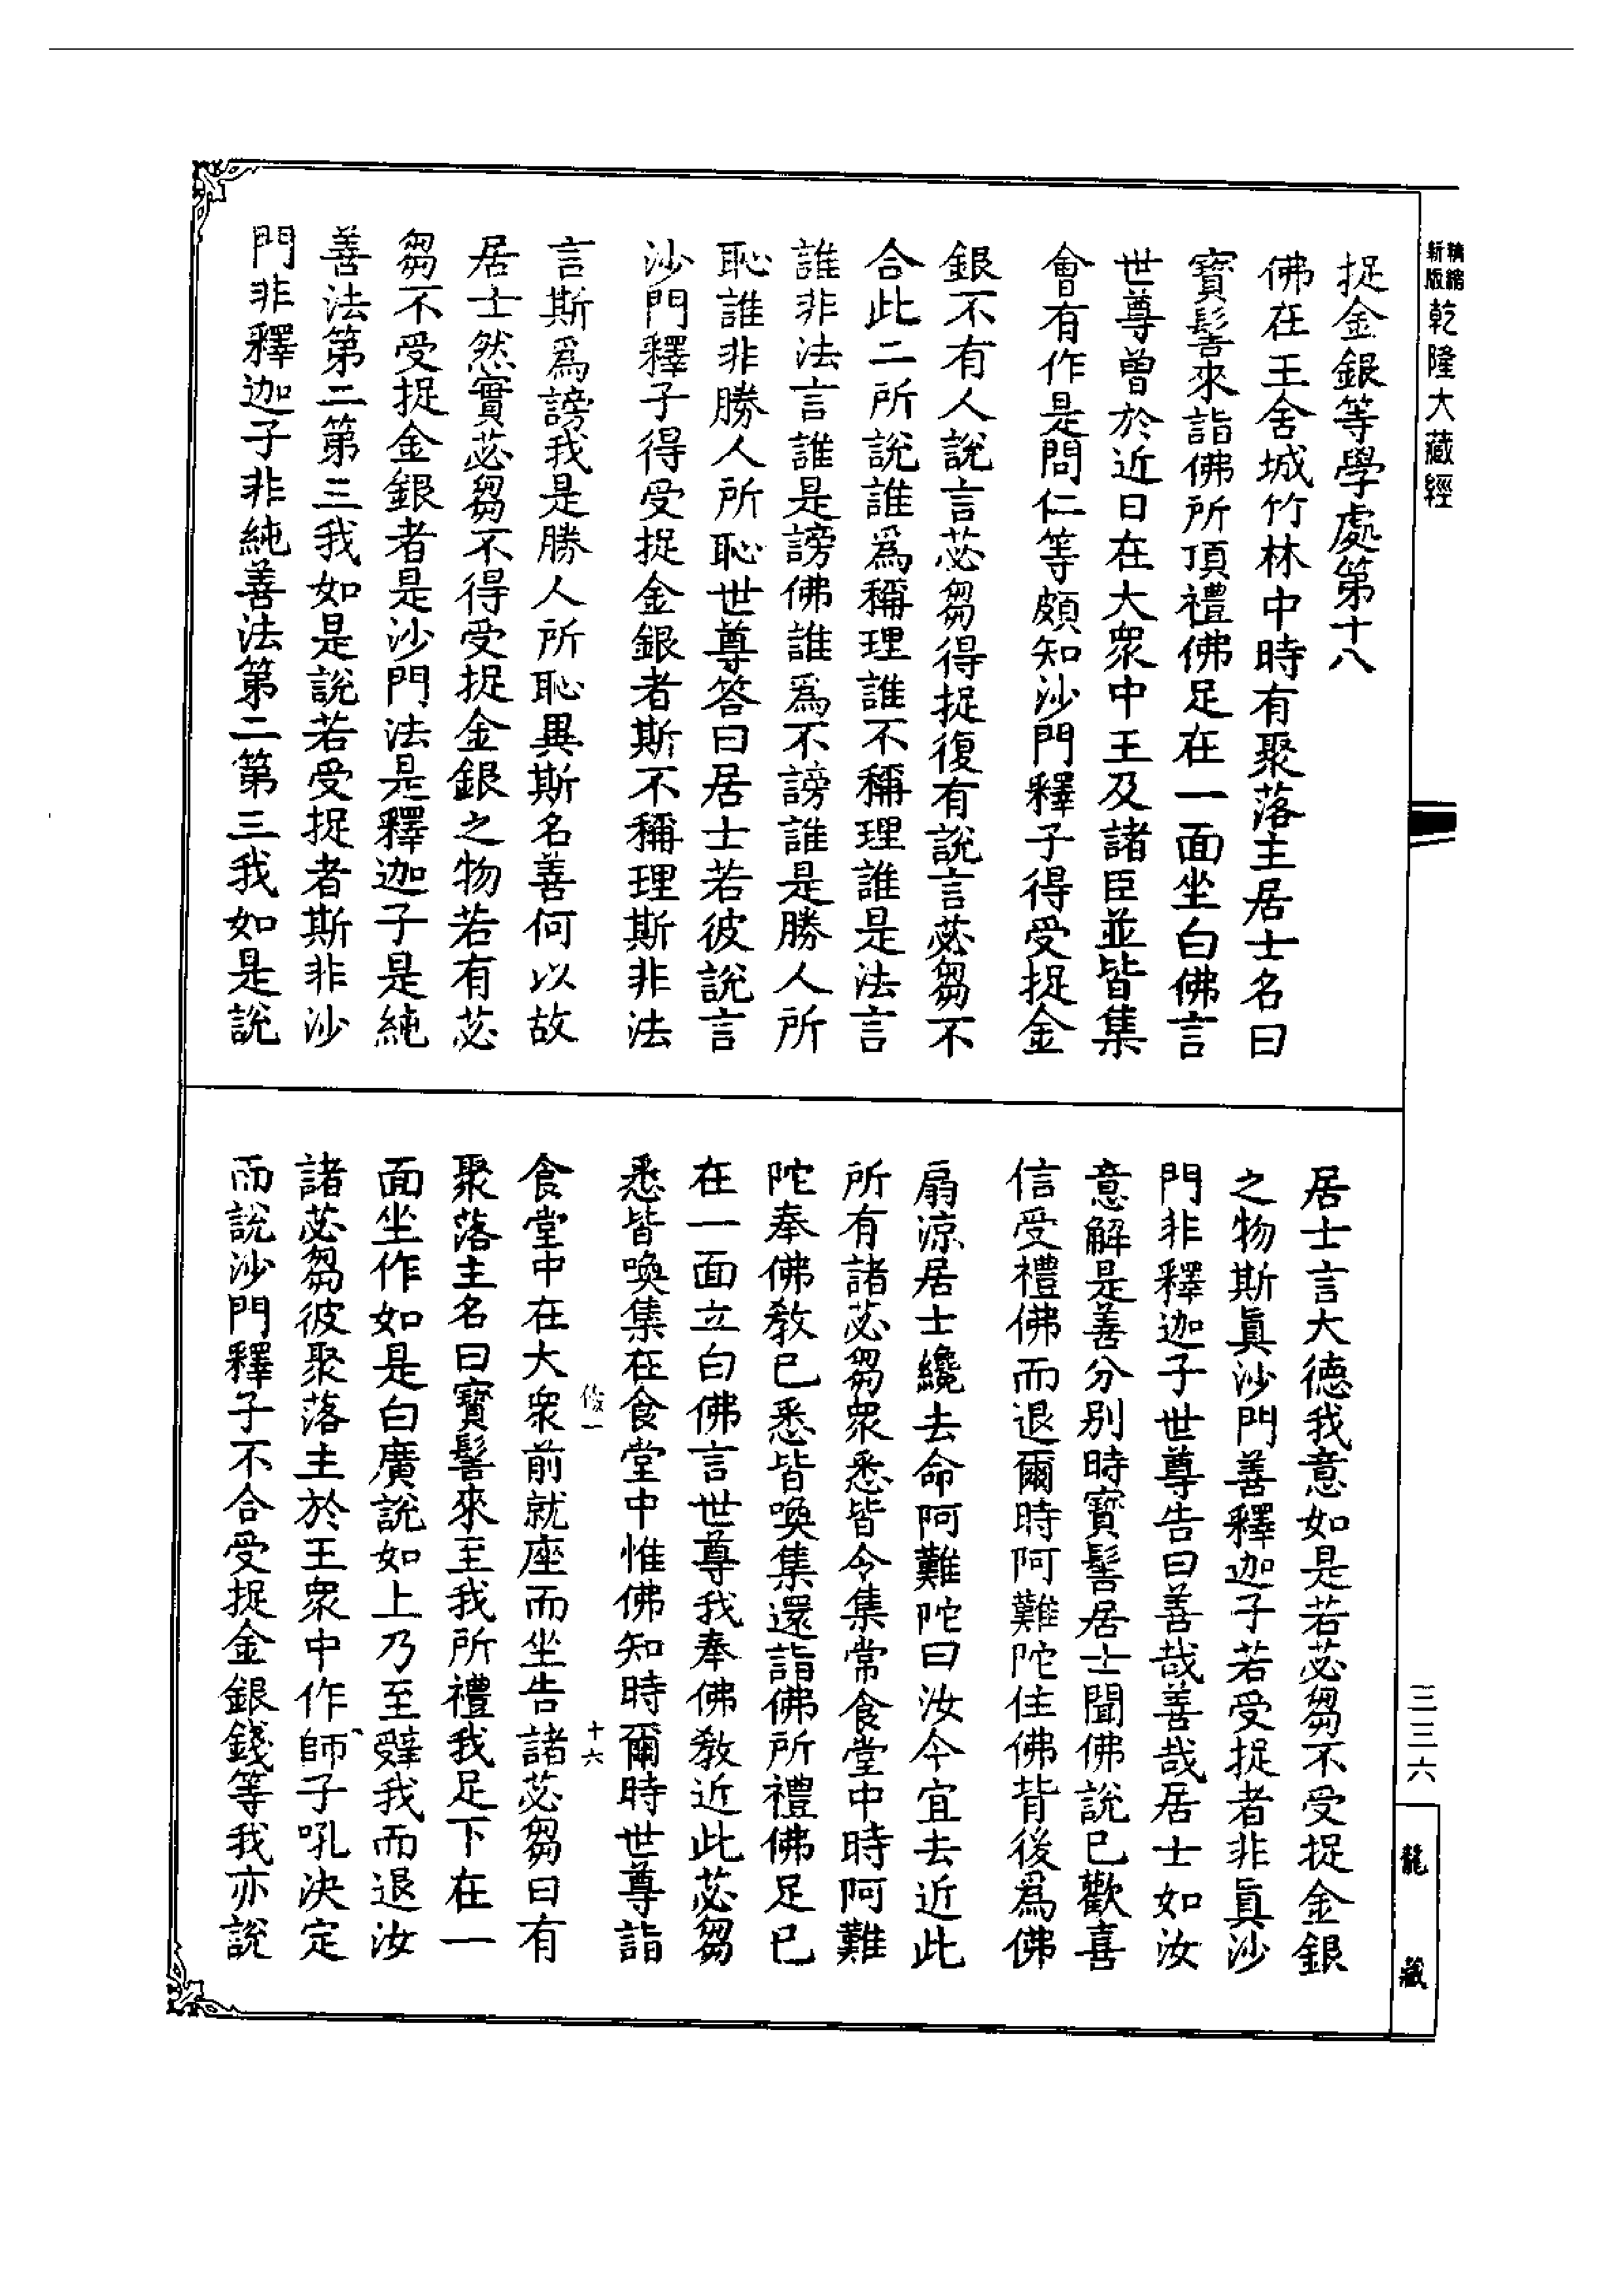 新版精縮乾隆大藏經
捉金銀等學處第十八
佛在王舍城竹林中時有聚落主居士名曰
寶髻來詣佛所頂禮佛足在一面坐白佛言
世尊曾於近日在大衆中王及諸臣並皆集
會有作是問仁等頗知沙門釋子得受捉金
銀不有人說言苾芻得捉復有說言苾芻不
合此二所說誰爲稱理誰不稱理誰是法言
誰非法言誰是謗佛誰爲不謗誰是勝人所
恥誰非勝人所恥世尊答曰居士若彼說言
沙門釋子得受捉金銀者斯不稱理斯非法
言斯爲謗我是勝人所恥異斯名善何以故
居士然實苾芻不得受捉金銀之物若有苾
芻不受捉金銀者是沙門法是釋迦子是純
善法第二第三我如是說若受捉者斯非沙
門非釋迦子非純善法第二第三我如是說
居士言大德我意如是若苾芻不受捉金銀
之物斯眞沙門善釋迦子若受捉者非眞沙
門非釋迦子世尊告曰善哉善哉居士如汝
意解是善分別時寶髻居士聞佛說已歡喜
信受禮佛而退爾時阿難陀住佛背後爲佛
扇涼居士纔去命阿難陀曰汝今宜去近此
所有諸苾芻衆悉皆令集常食堂中時阿難
陀奉佛教已悉皆喚集還詣佛所禮佛足已
在一面立白佛言世尊我奉佛教近此苾芻
悉皆喚集在食堂中惟佛知時爾時世尊詣
儉一 十六
食堂中在大衆前就座而坐告諸苾芻曰有
聚落主名曰寶髻來至我所禮我足下在一
面坐作如是白廣說如上乃至辭我而退汝
諸苾芻彼聚落主於王衆中作師子吼決定
而說沙門釋子不合受捉金銀錢等我亦說
三三六
龍藏